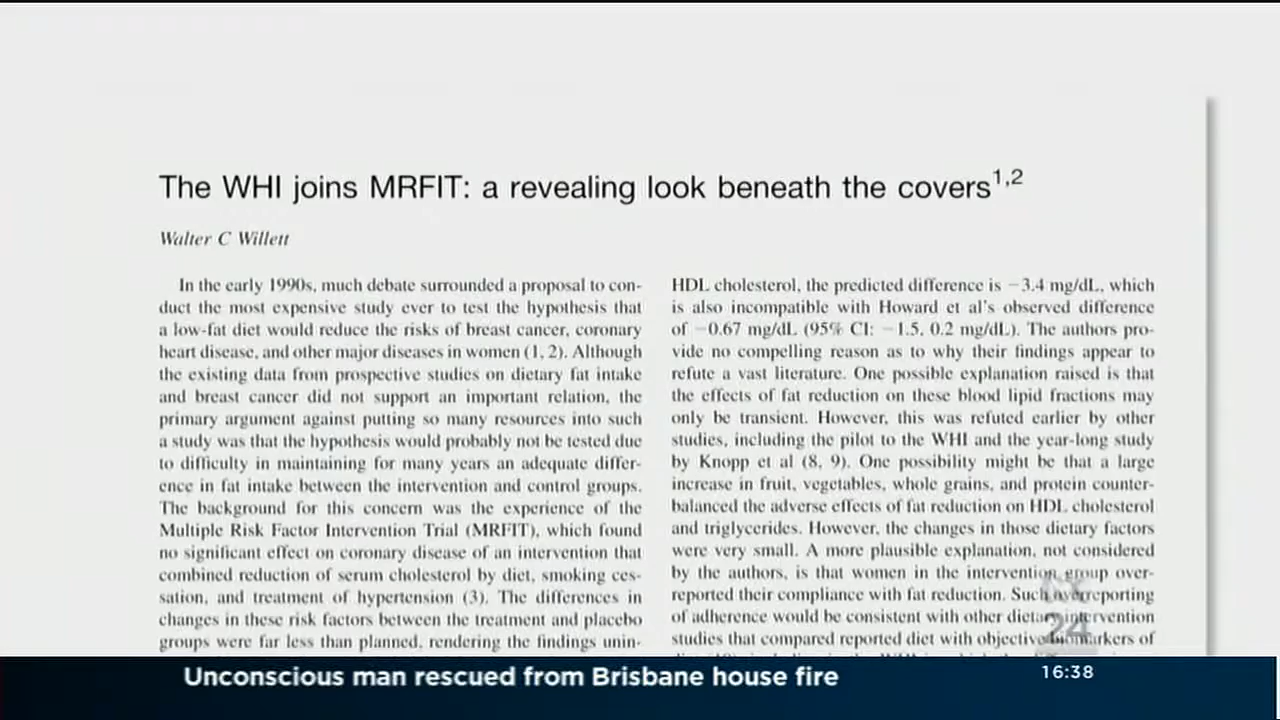 The WHI joins MRFIT: a revealing look beneath the covers1,2
Walter C Willett
In the early 1990s, much debate surrounded a proposal to con-
duct the most expensive study ever to test the hypothesis that
a low-fat diet would reduce the risks of breast cancer, coronary
heart disease, and other major diseases in women (1, 2). Although
the existing data from prospective studies on dietary fat intake
and breast cancer did not support an important relation, the
primary argument against putting so many resources into such
a study was that the hypothesis would probably not be tested due
to difficulty in maintaining for many years an adequate differ-
ence in fat intake between the intervention and control groups.
The background for this concern was the experience of the
Multiple Risk Factor Intervention Trial (MRFIT), which found
no significant effect on coronary disease of an intervention that
combined reduction of serum cholesterol by diet, smoking ces-
sation, and treatment of hypertension (3). The differences in
changes in these risk factors between the treatment and placebo
groups were far less than planned, rendering the findings unin-
HDL cholesterol, the predicted difference is −3.4 mg/dL, which
is also incompatible with Howard et al's observed difference
of −0.67 mg/dL (95% CI: −1.5, 0.2 mg/dL). The authors pro-
vide no compelling reason as to why their findings appear to
refute a vast literature. One possible explanation raised is that
the effects of fat reduction on these blood lipid fractions may
only be transient. However, this was refuted earlier by other
studies, including the pilot to the WHI and the year-long study
by Knopp et al (8, 9). One possibility might be that a large
increase in fruit, vegetables, whole grains, and protein counter-
balanced the adverse effects of fat reduction on HDL cholesterol
and triglycerides. However, the changes in those dietary factors
were very small. A more plausible explanation, not considered
by the authors, is that women in the intervention group over-
reported their compliance with fat reduction. Such overreporting
of adherence would be consistent with other dietary intervention
studies that compared reported diet with objective biomarkers of
24
Unconscious man rescued from Brisbane house fire
16:38